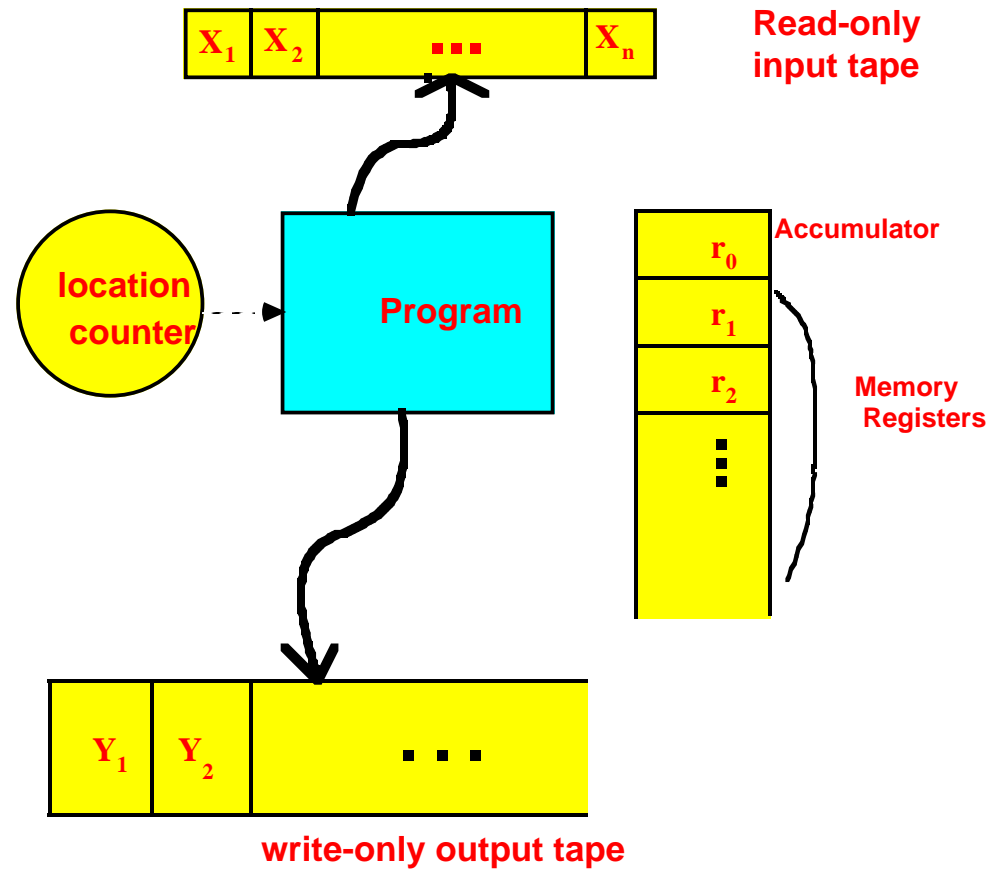 X1 X2 ... Xn
Read-only
input tape
location
counter
Program
r0
Accumulator
r1
r2
Memory
Registers
Y1 Y2 ...
write-only output tape